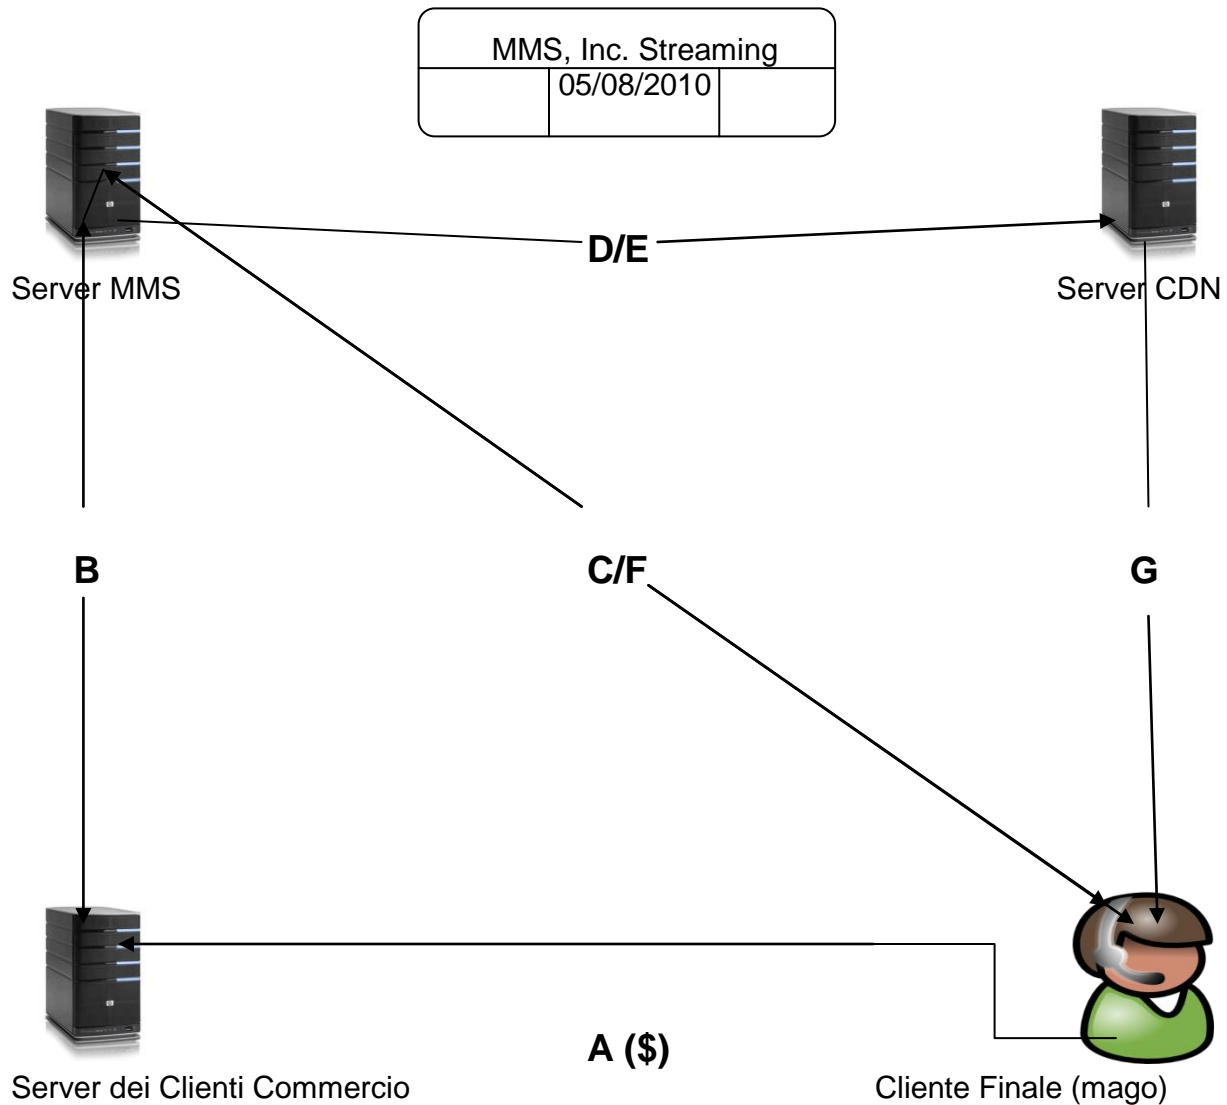 MMS, Inc. Streaming
05/08/2010
D/E
Server MMS
Server CDN
B
C/F
G
A ($)
Server dei Clienti Commercio
Cliente Finale (mago)